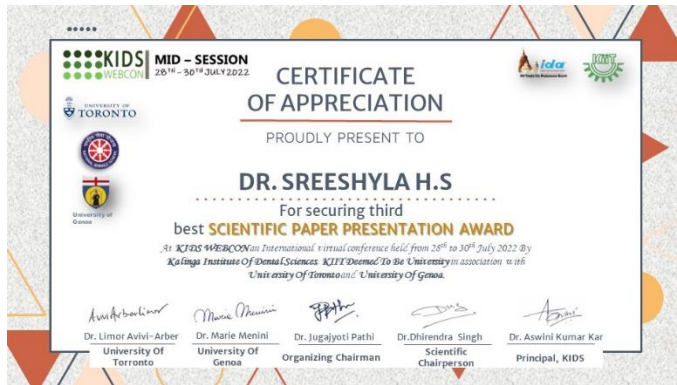 KIDS
WEBCON
MID – SESSION
28TH – 30TH JULY 2022
ida
KIIT
UNIVERSITY OF
TORONTO
University of
Genoa
CERTIFICATE
OF APPRECIATION
PROUDLY PRESENT TO
DR. SREESHYLA H.S
For securing third
best SCIENTIFIC PAPER PRESENTATION AWARD
At KIDS WEBCON an International virtual conference held from 28th to 30th July 2022 By
Kalinga Institute Of Dental Sciences, KIIT Deemed To Be University in association with
University Of Toronto and University Of Genoa.
Dr. Limor Avivi-Arber
University Of
Torronto
Dr. Marie Menini
University Of
Genoa
Dr. Jugajyoti Pathi
Organizing Chairman
Dr.Dhirendra Singh
Scientific
Chairperson
Dr. Aswini Kumar Kar
Principal, KIDS